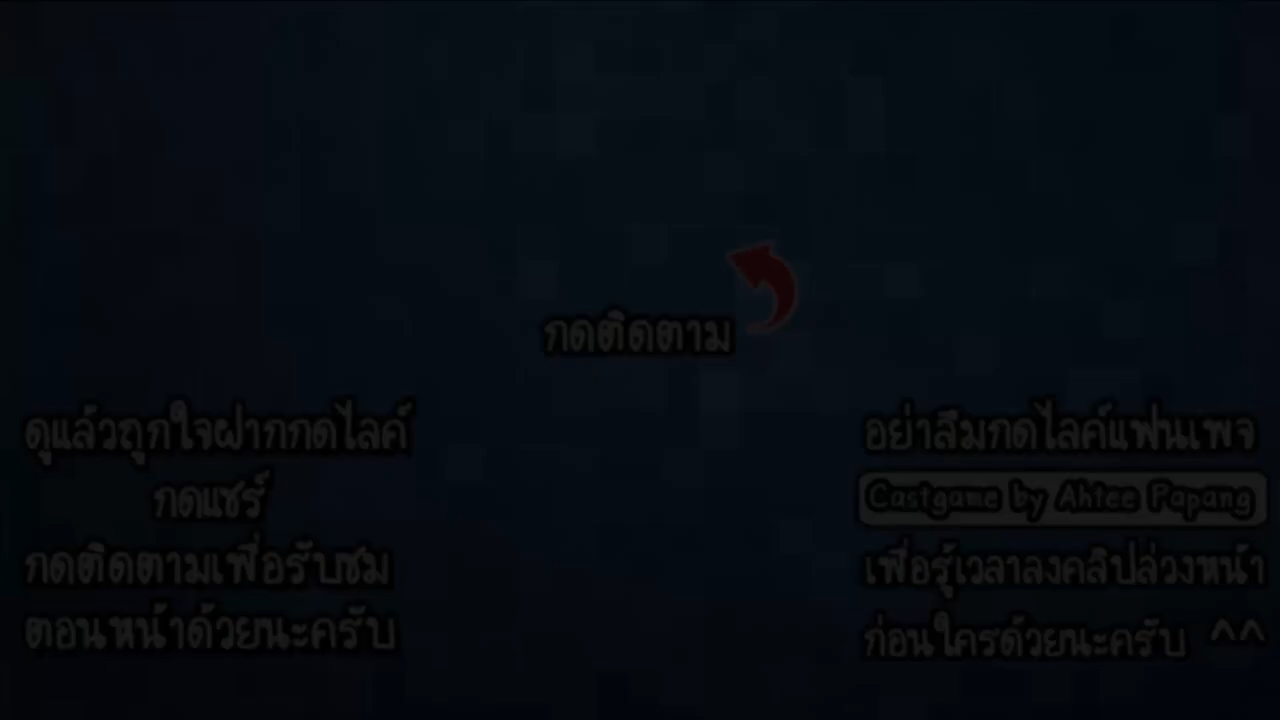 กดติดตาม
ดูแล้วถูกใจฝากกดไลค์
กดแชร์
กดติดตามเพื่อรับชม
ตอนหน้าด้วยนะครับ
อย่าลืมกดไลค์แฟนเพจ
Castgame by Ahtee Papang
เพื่อรู้เวลาลงคลิปล่วงหน้า
ก่อนใครด้วยนะครับ ^^